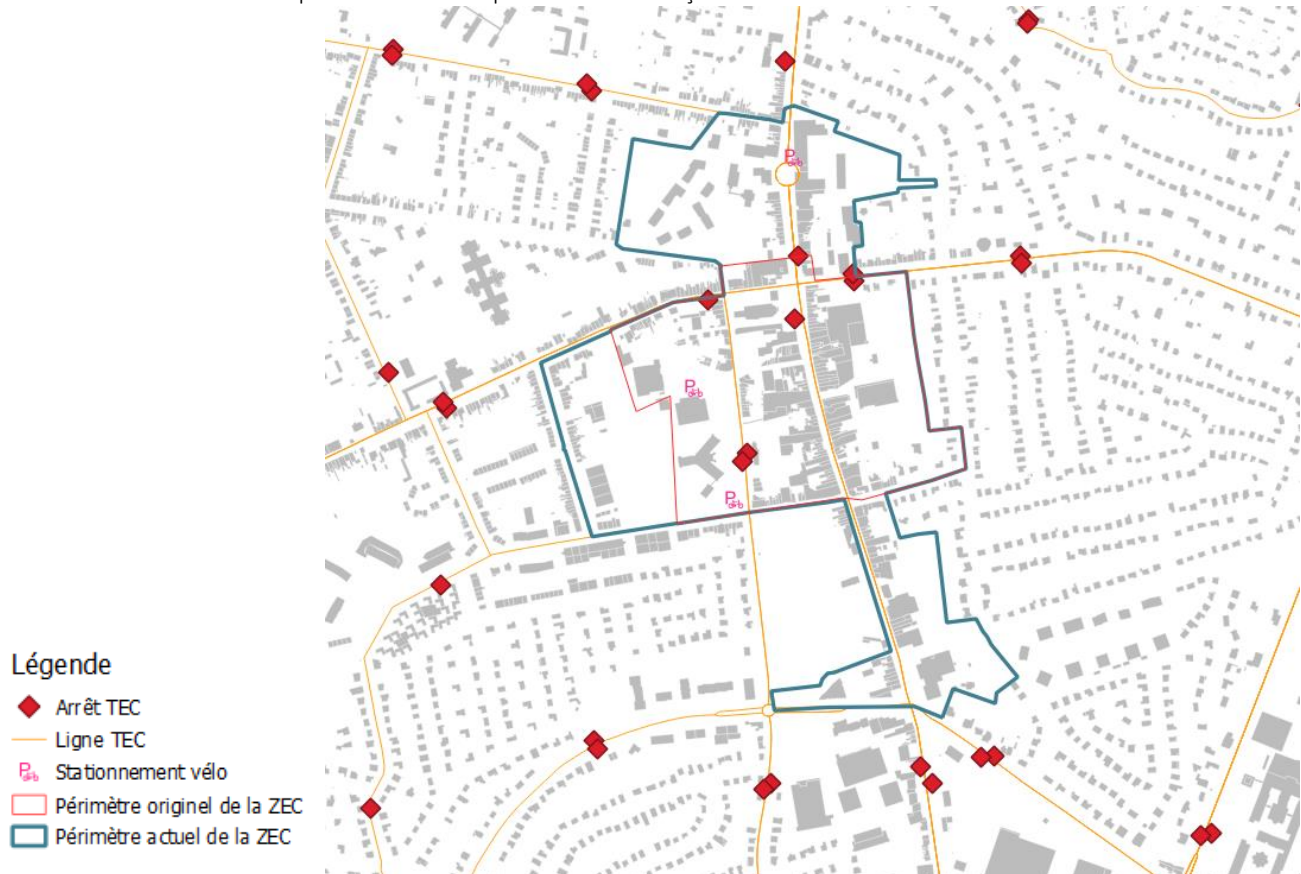 Légende
Arrêt TEC
Ligne TEC
Stationnement vélo
Périmètre originel de la ZEC
Périmètre actuel de la ZEC
P
P
P
P